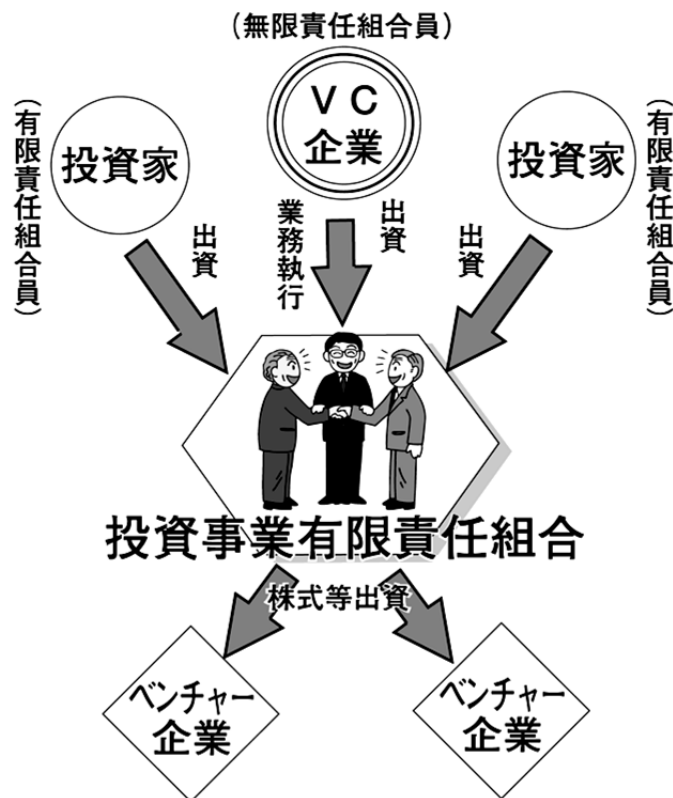 （無限責任組合員）
ＶＣ
企業
（有限責任組合員）
投資家
投資家
（有限責任組合員）
出資
業務執行
出資
出資
投資事業有限責任組合
株式等出資
ベンチャー
企業
ベンチャー
企業